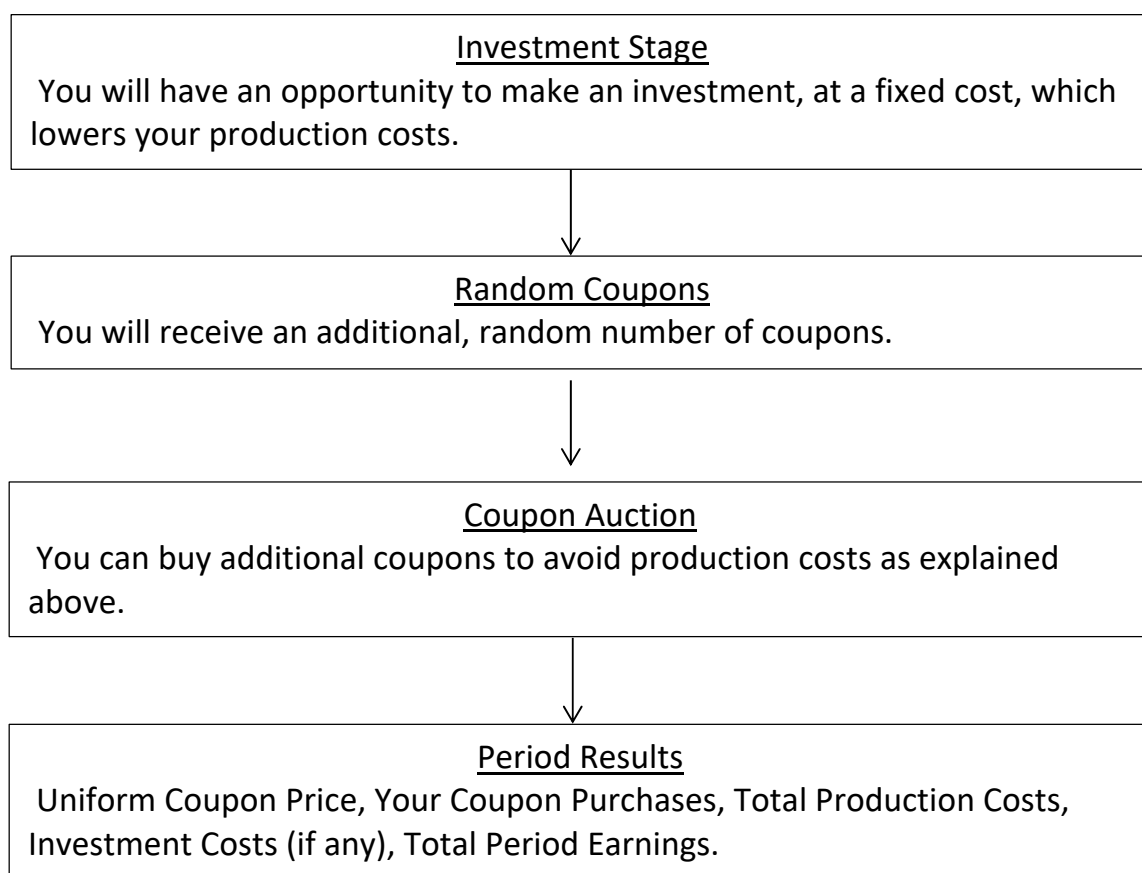 Investment Stage
You will have an opportunity to make an investment, at a fixed cost, which
lowers your production costs.
Random Coupons
You will receive an additional, random number of coupons.
Coupon Auction
You can buy additional coupons to avoid production costs as explained
above.
Period Results
Uniform Coupon Price, Your Coupon Purchases, Total Production Costs,
Investment Costs (if any), Total Period Earnings.